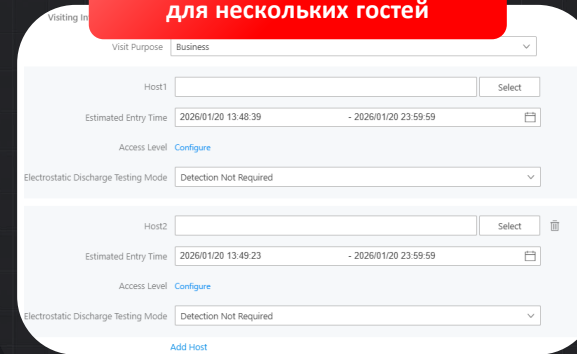 для нескольких гостей
Visiting In
Visit Purpose Business
Host1 Select
Estimated Entry Time 2026/01/20 13:48:39 - 2026/01/20 23:59:59
Access Level Configure
Electrostatic Discharge Testing Mode Detection Not Required
Host2 Select
Estimated Entry Time 2026/01/20 13:49:23 - 2026/01/20 23:59:59
Access Level Configure
Electrostatic Discharge Testing Mode Detection Not Required
Add Host